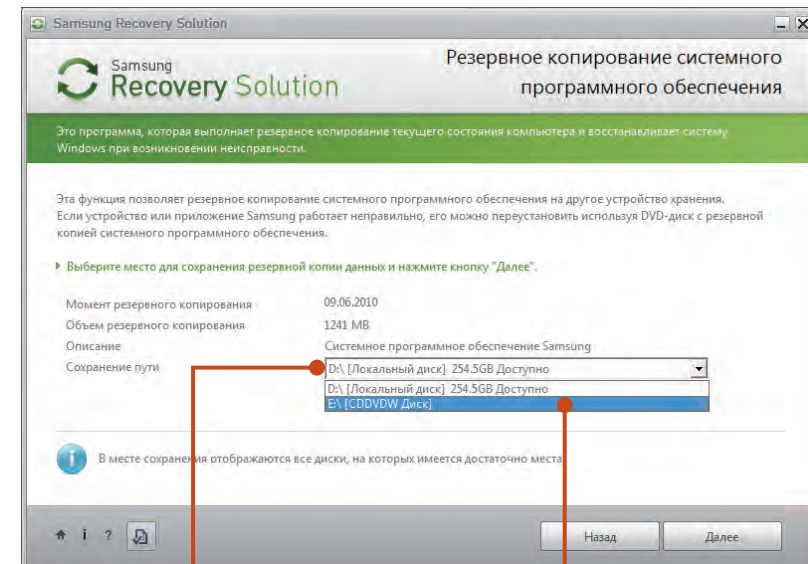 Samsung Recovery Solution
Samsung
Recovery Solution
Резервное копирование системного
программного обеспечения
Это программа, которая выполняет резервное копирование текущего состояния компьютера и восстанавливает систему
Windows при возникновении неисправности.
Эта функция позволяет резервное копирование системного программного обеспечения на другое устройство хранения.
Если устройство или приложение Samsung работает неправильно, его можно переустановить используя DVD-диск с резервной
копией системного программного обеспечения.
Выберите место для сохранения резервной копии данных и нажмите кнопку "Далее".
Момент резервного копирования 09.06.2010
Объем резервного копирования 1241 MB
Описание Системное программное обеспечение Samsung
Сохранение пути D:\ [Локальный диск] 254.5GB Доступно
D:\ [Локальный диск] 254.5GB Доступно
E:\ [CDDVDW Диск]
В месте сохранения отображаются все диски, на которых имеется достаточно места
Назад Далее